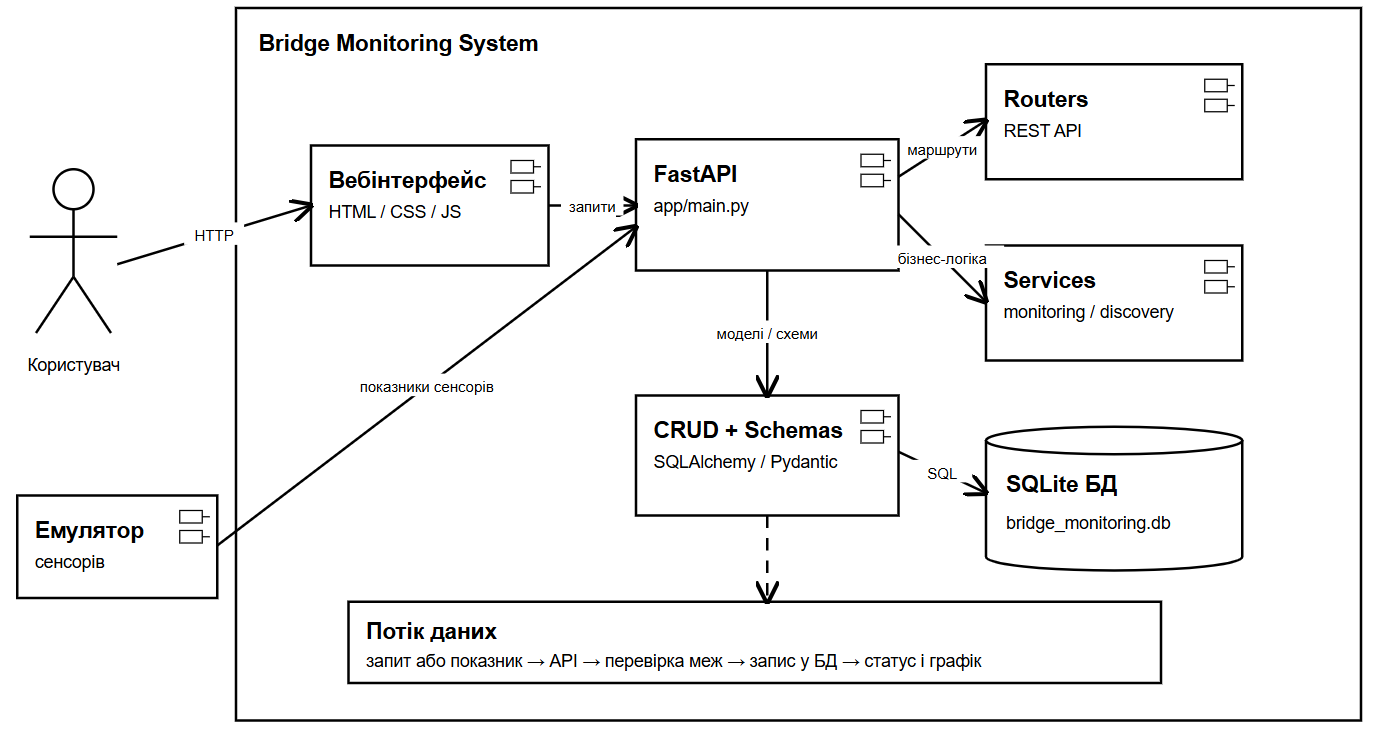 Bridge Monitoring System
Routers
REST API
маршрути
Вебінтерфейс
HTML / CSS / JS
запити
FastAPI
app/main.py
HTTP
Користувач
бізнес-логіка
Services
monitoring / discovery
моделі / схеми
показники сенсорів
CRUD + Schemas
SQLAlchemy / Pydantic
SQL
SQLite БД
bridge_monitoring.db
Емулятор
сенсорів
Потік даних
запит або показник → API → перевірка меж → запис у БД → статус і графік